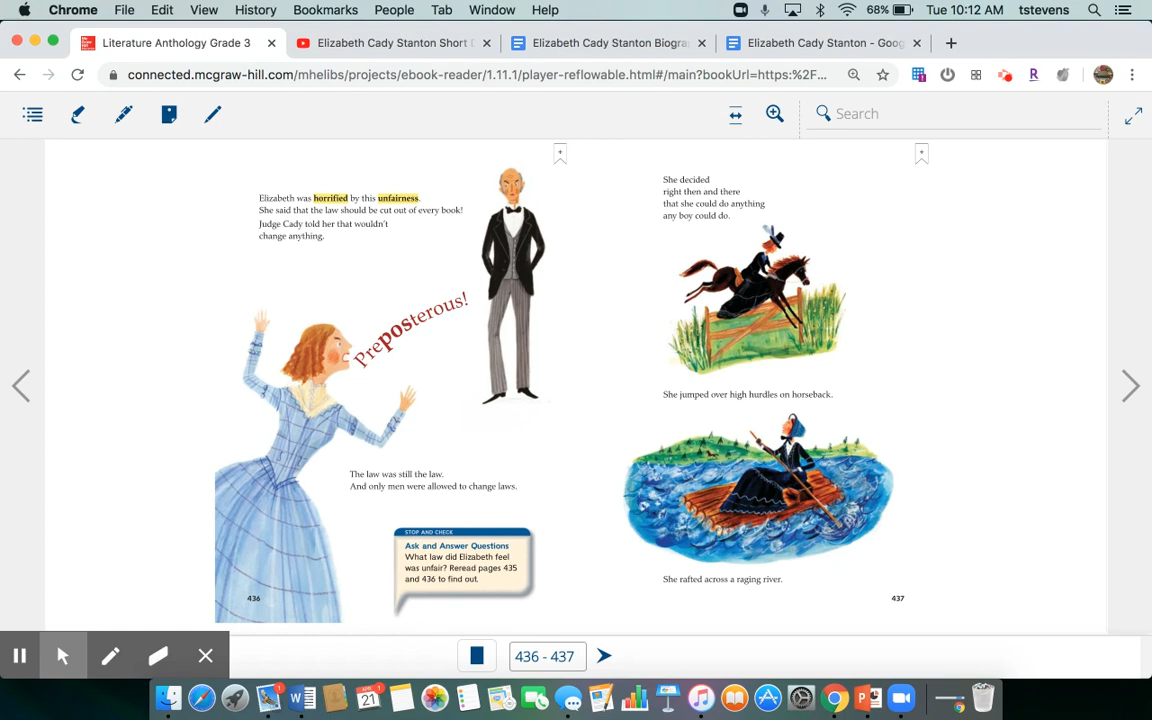 Chrome File Edit View History Bookmarks People Tab Window Help 68% Tue 10:12 AM tstevens
Literature Anthology Grade 3 Elizabeth Cady Stanton Short Elizabeth Cady Stanton Biogra Elizabeth Cady Stanton - Goog
connected.mcgraw-hill.com/mhelibs/projects/ebook-reader/1.11.1/player-reflowable.html#/main?bookUrl=https:%2F...
Search
Elizabeth was horrified by this unfairness.
She said that the law should be cut out of every book!
Judge Cady told her that wouldn't
change anything.
Preposterous!
The law was still the law.
And only men were allowed to change laws.
STOP AND CHECK
Ask and Answer Questions
What law did Elizabeth feel
was unfair? Reread pages 435
and 436 to find out.
436
She decided
right then and there
that she could do anything
any boy could do.
She jumped over high hurdles on horseback.
She rafted across a raging river.
437
436 - 437